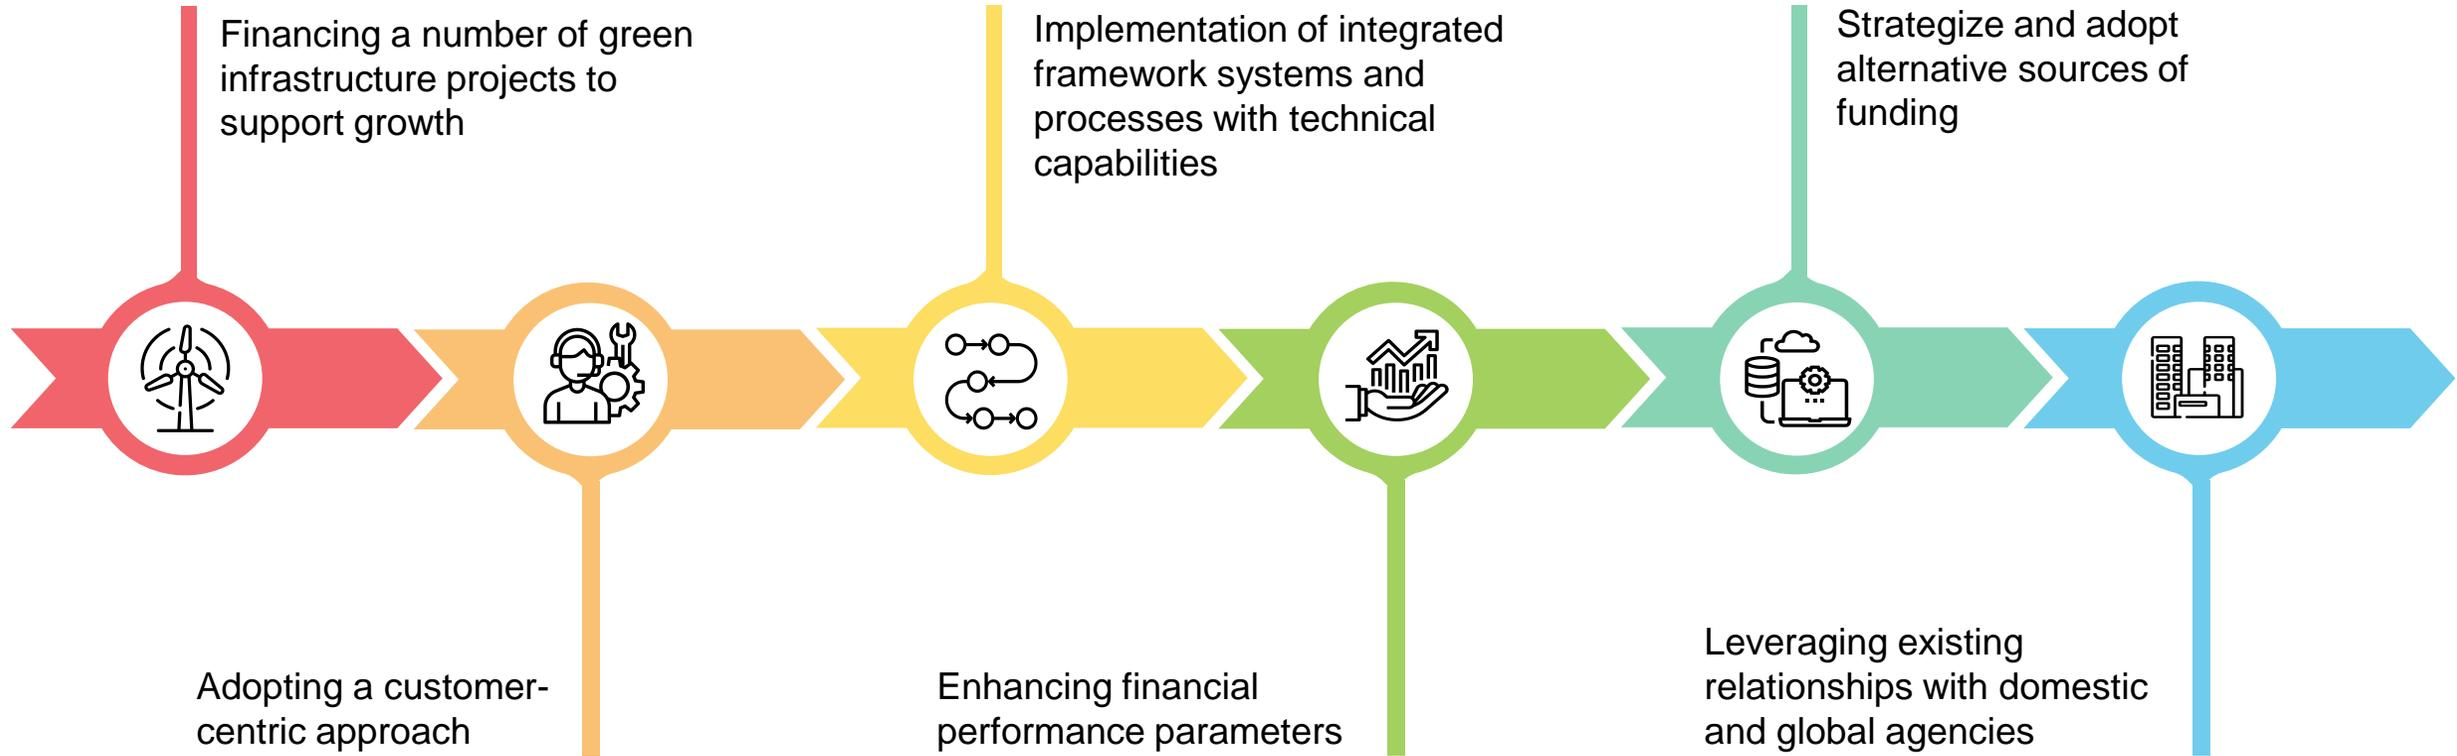 Financing a number of green
infrastructure projects to
support growth
Implementation of integrated
framework systems and
processes with technical
capabilities
Strategize and adopt
alternative sources of
funding
Adopting a customer-
centric approach
Enhancing financial
performance parameters
Leveraging existing
relationships with domestic
and global agencies